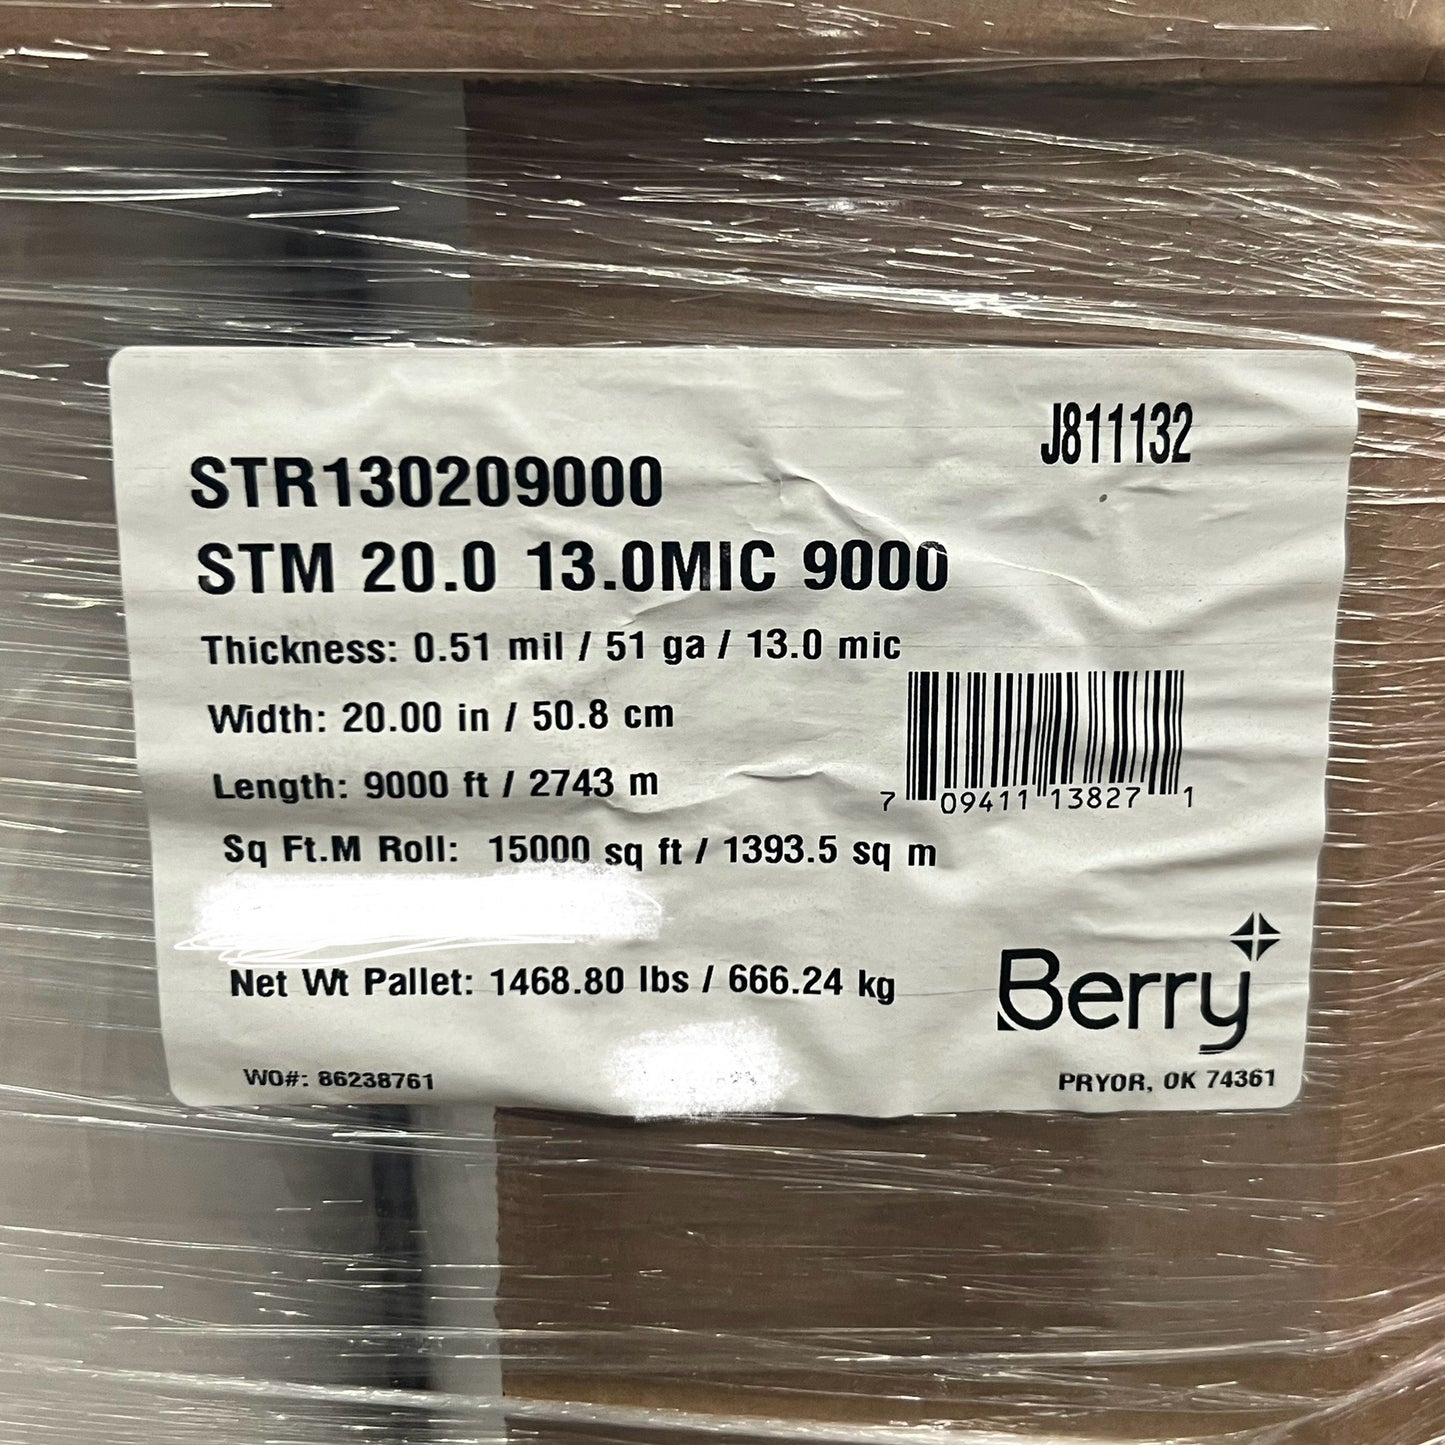 J811132
STR130209000
STM 20.0 13.0MIC 9000
Thickness: 0.51 mil / 51 ga / 13.0 mic
Width: 20.00 in / 50.8 cm
Length: 9000 ft / 2743 m
7 09411 13827 1
Sq Ft.M Roll: 15000 sq ft / 1393.5 sq m
Net Wt Pallet: 1468.80 lbs / 666.24 kg
Berry
WO#: 86238761
PRYOR, OK 74361